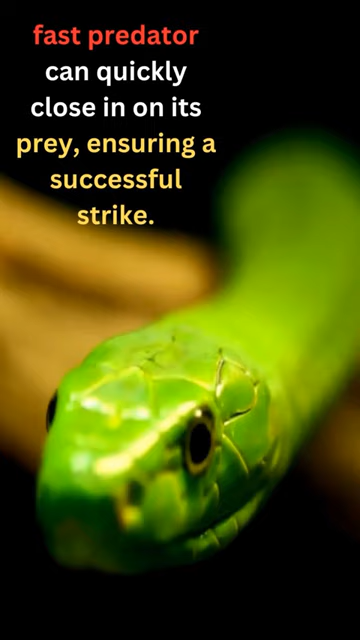 fast predator
can quickly
close in on its
prey, ensuring a
successful
strike.